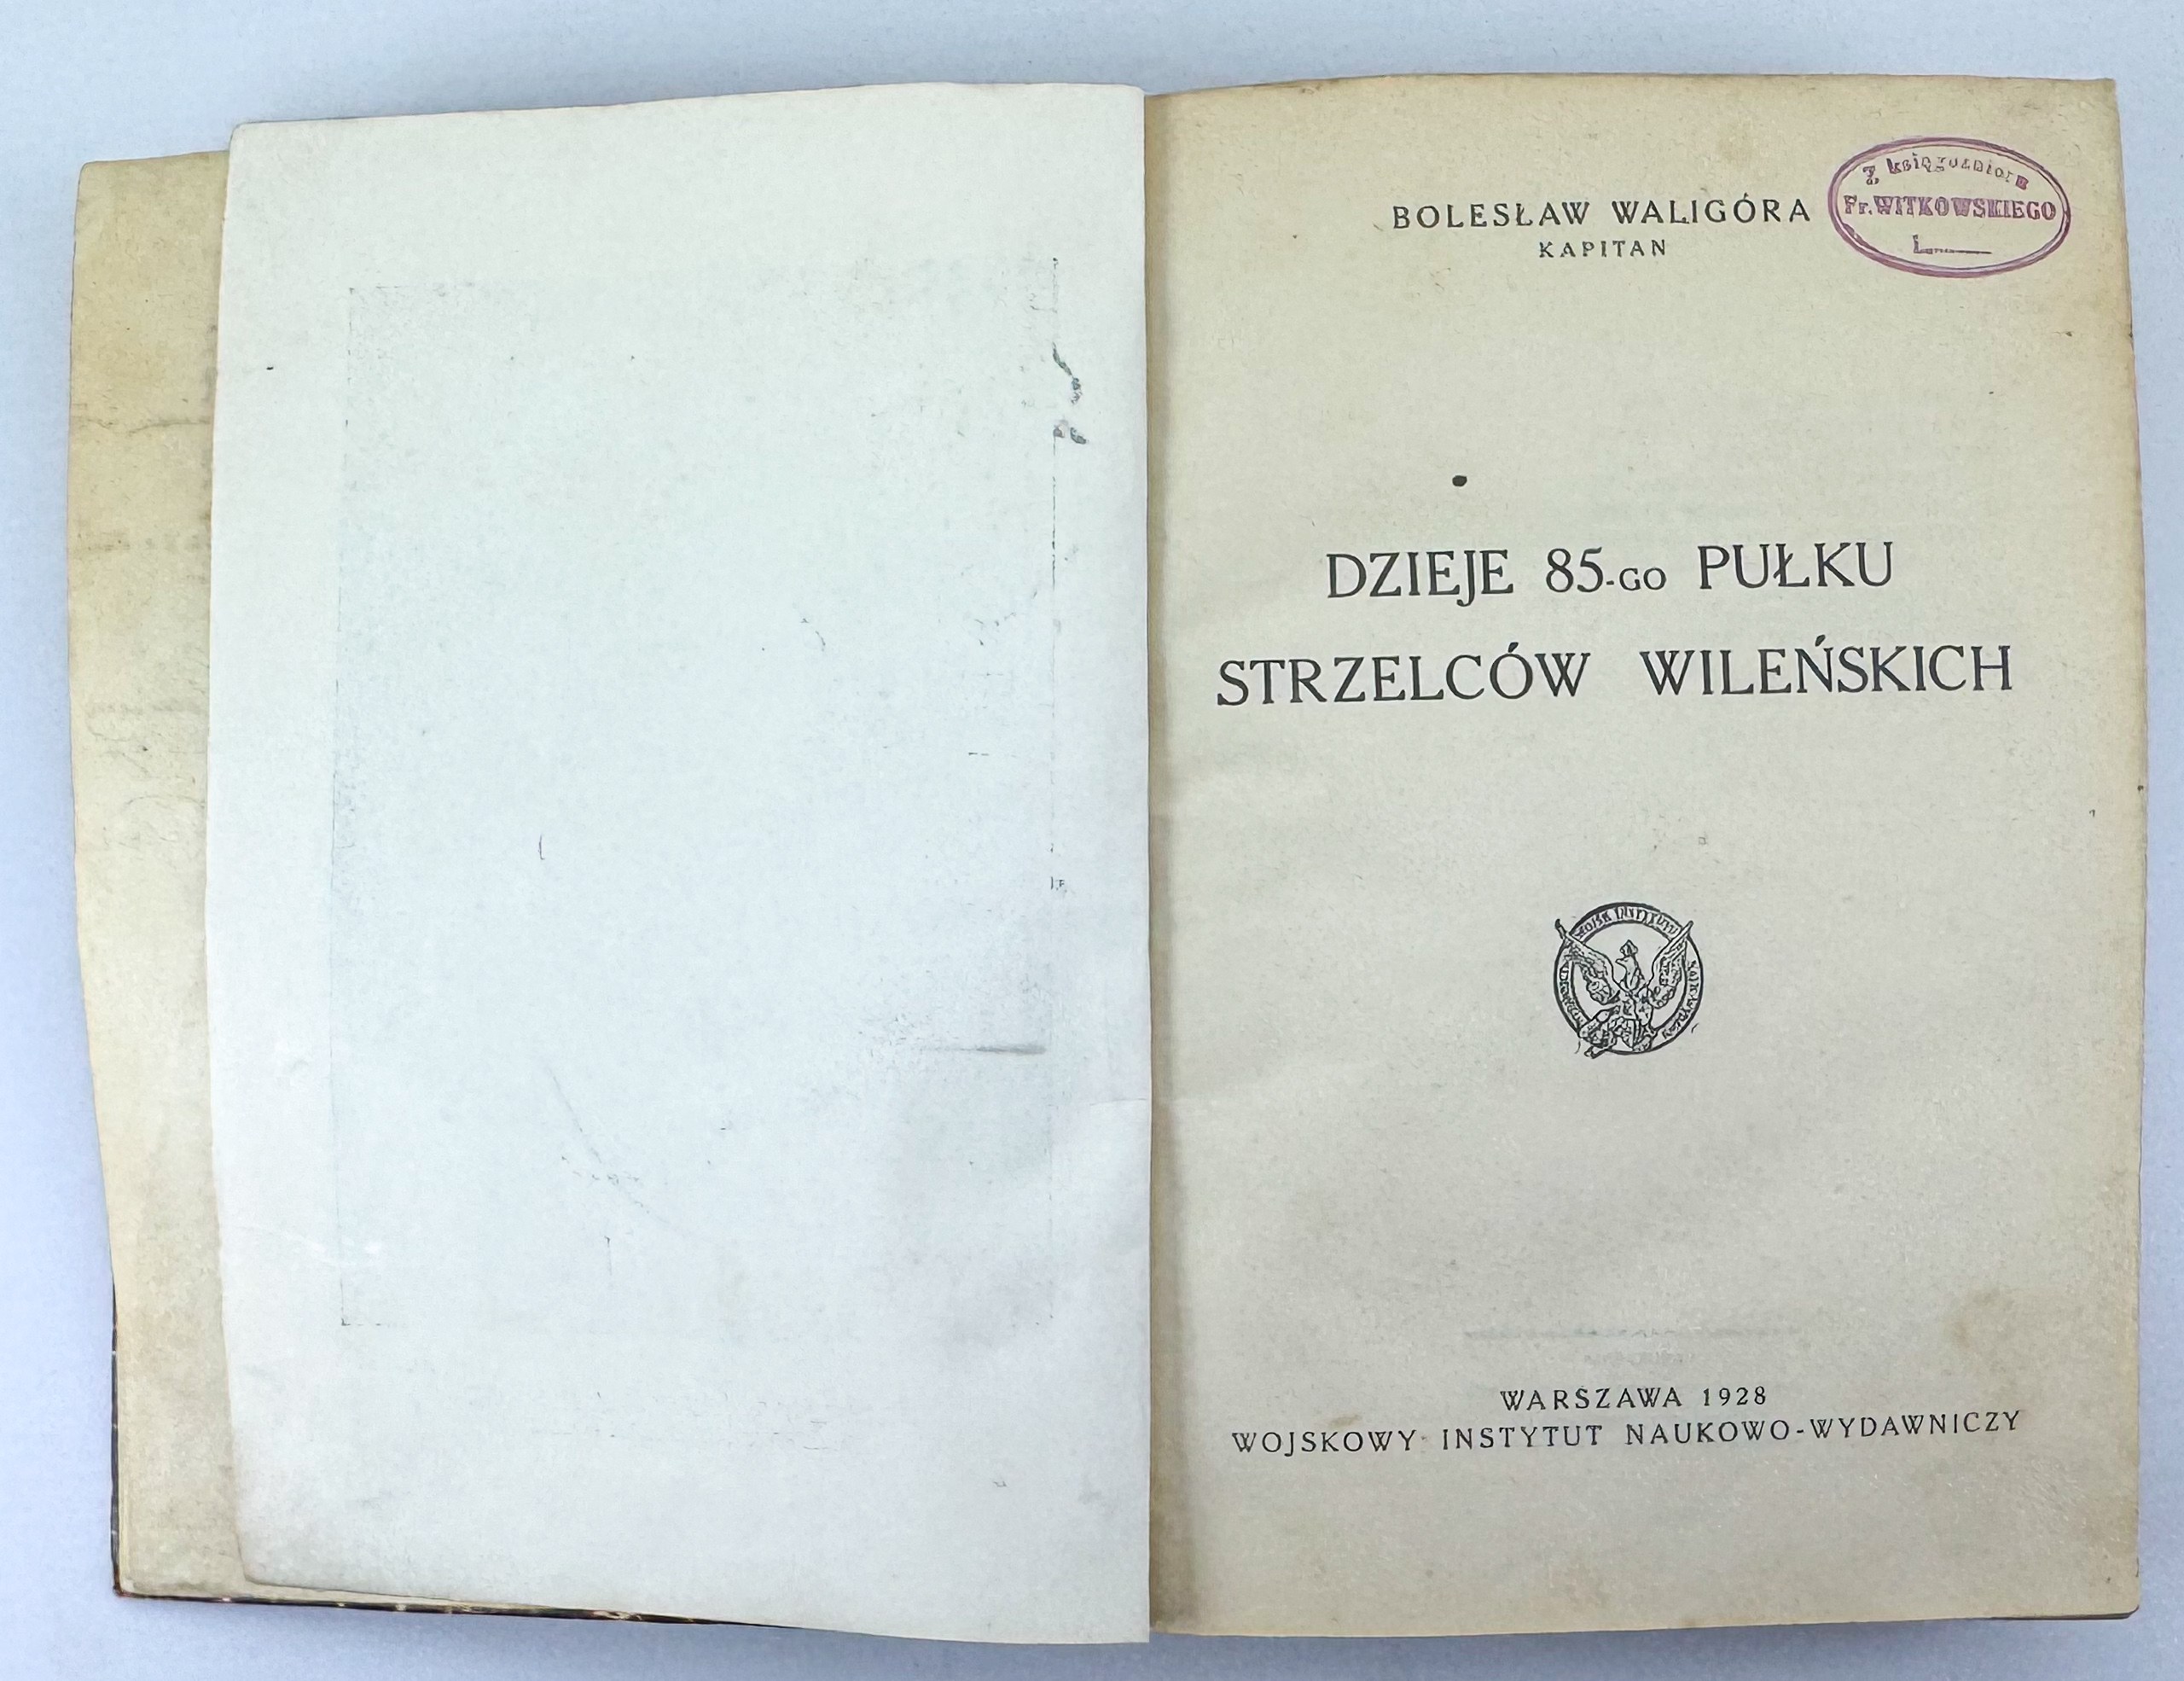 BOLESŁAW WALIGÓRA
KAPITAN
Z księgozbioru
Fr. WITKOWSKIEGO
L
DZIEJE 85-GO PUŁKU
STRZELCÓW WILEŃSKICH
WARSZAWA 1928
WOJSKOWY INSTYTUT NAUKOWO-WYDAWNICZY